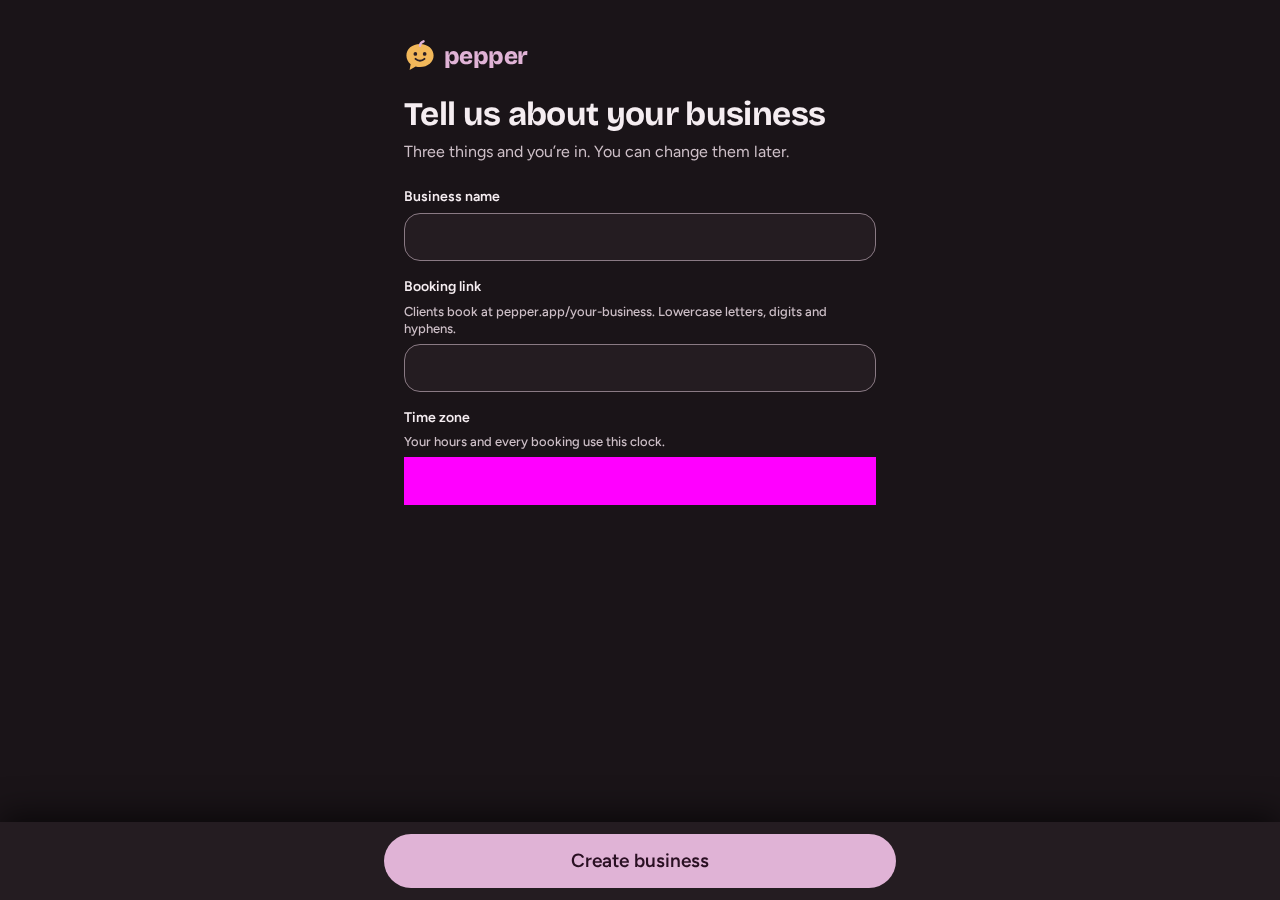 pepper
Tell us about your business
Three things and you’re in. You can change them later.
Business name
Booking link
Clients book at pepper.app/your-business. Lowercase letters, digits and
hyphens.
Time zone
Your hours and every booking use this clock.
Create business